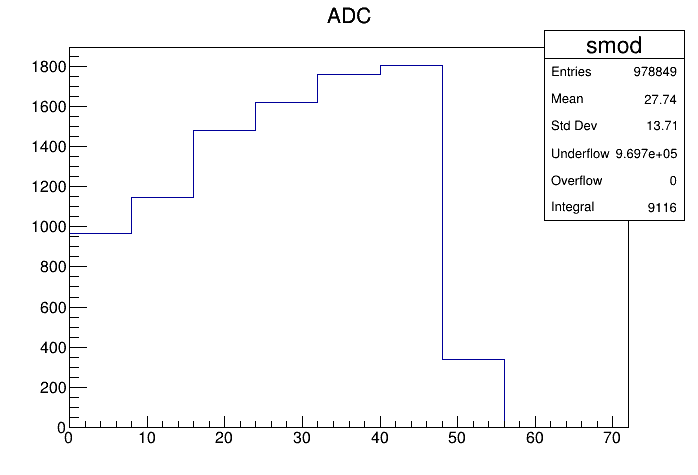 ADC
smod
Entries 978849
Mean 27.74
Std Dev 13.71
Underflow 9.697e+05
Overflow 0
Integral 9116
1800
1600
1400
1200
1000
800
600
400
200
0
0 10 20 30 40 50 60 70